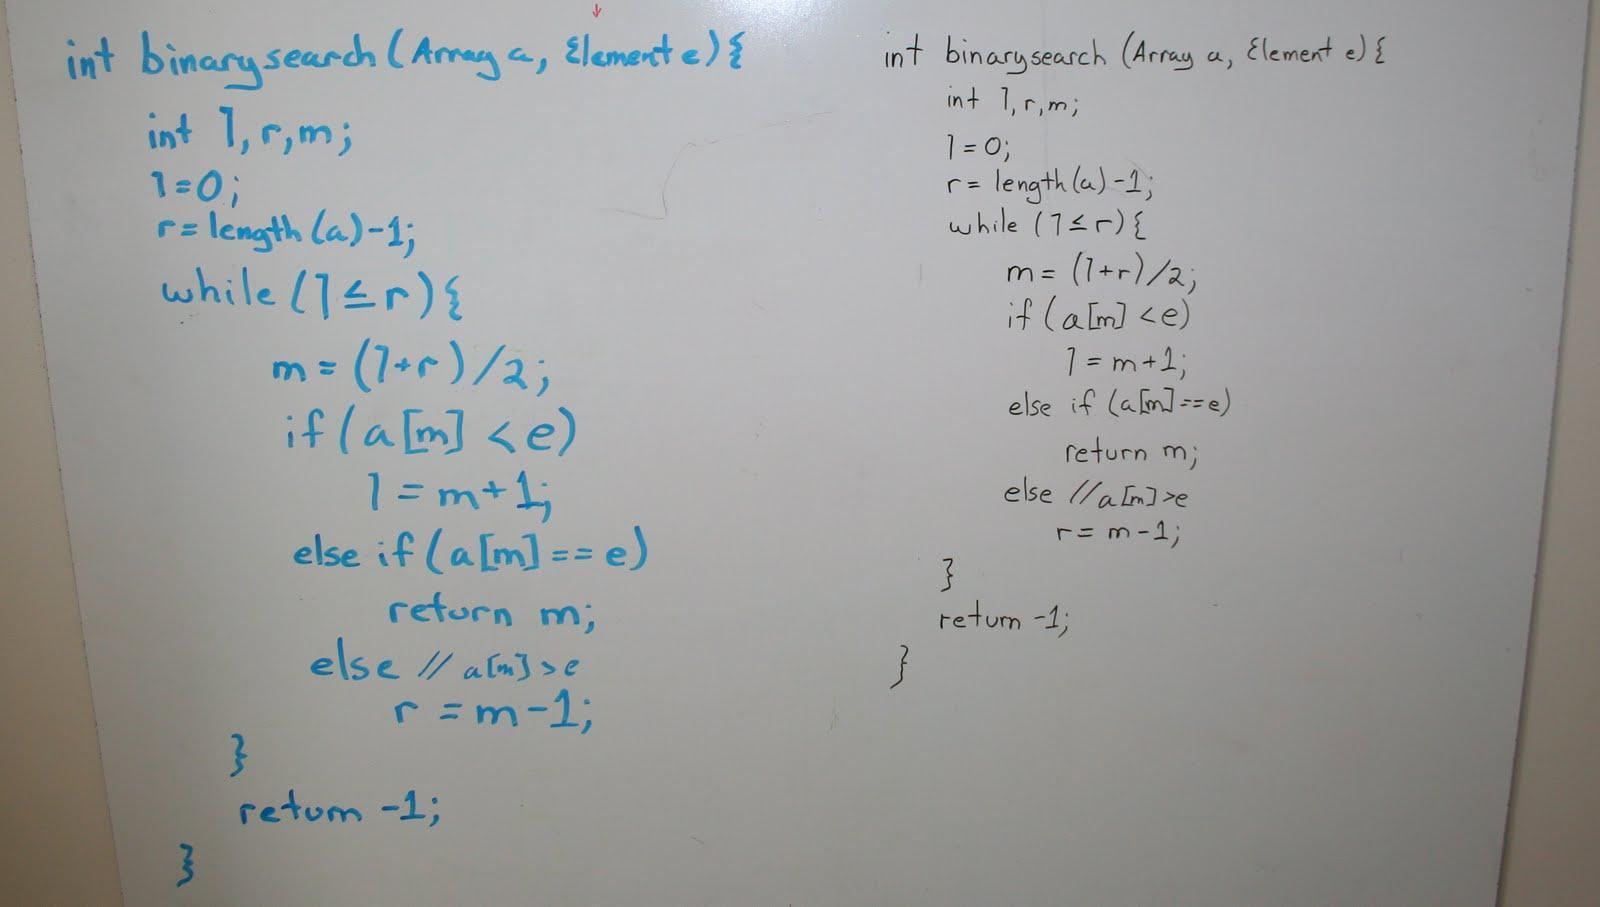 int binarysearch (Array a, Element e) {
int l, r, m;
l = 0;
r = length(a) -1;
while (l ≤ r) {
m = (l+r)/2;
if (a[m] < e)
l = m+1;
else if (a[m] == e)
return m;
else // a[m] > e
r = m-1;
}
return -1;
}
int binarysearch (Array a, Element e) {
int l, r, m;
l = 0;
r = length(a) -1;
while (l ≤ r) {
m = (l+r)/2;
if (a[m] < e)
l = m+1;
else if (a[m] == e)
return m;
else // a[m] > e
r = m-1;
}
return -1;
}